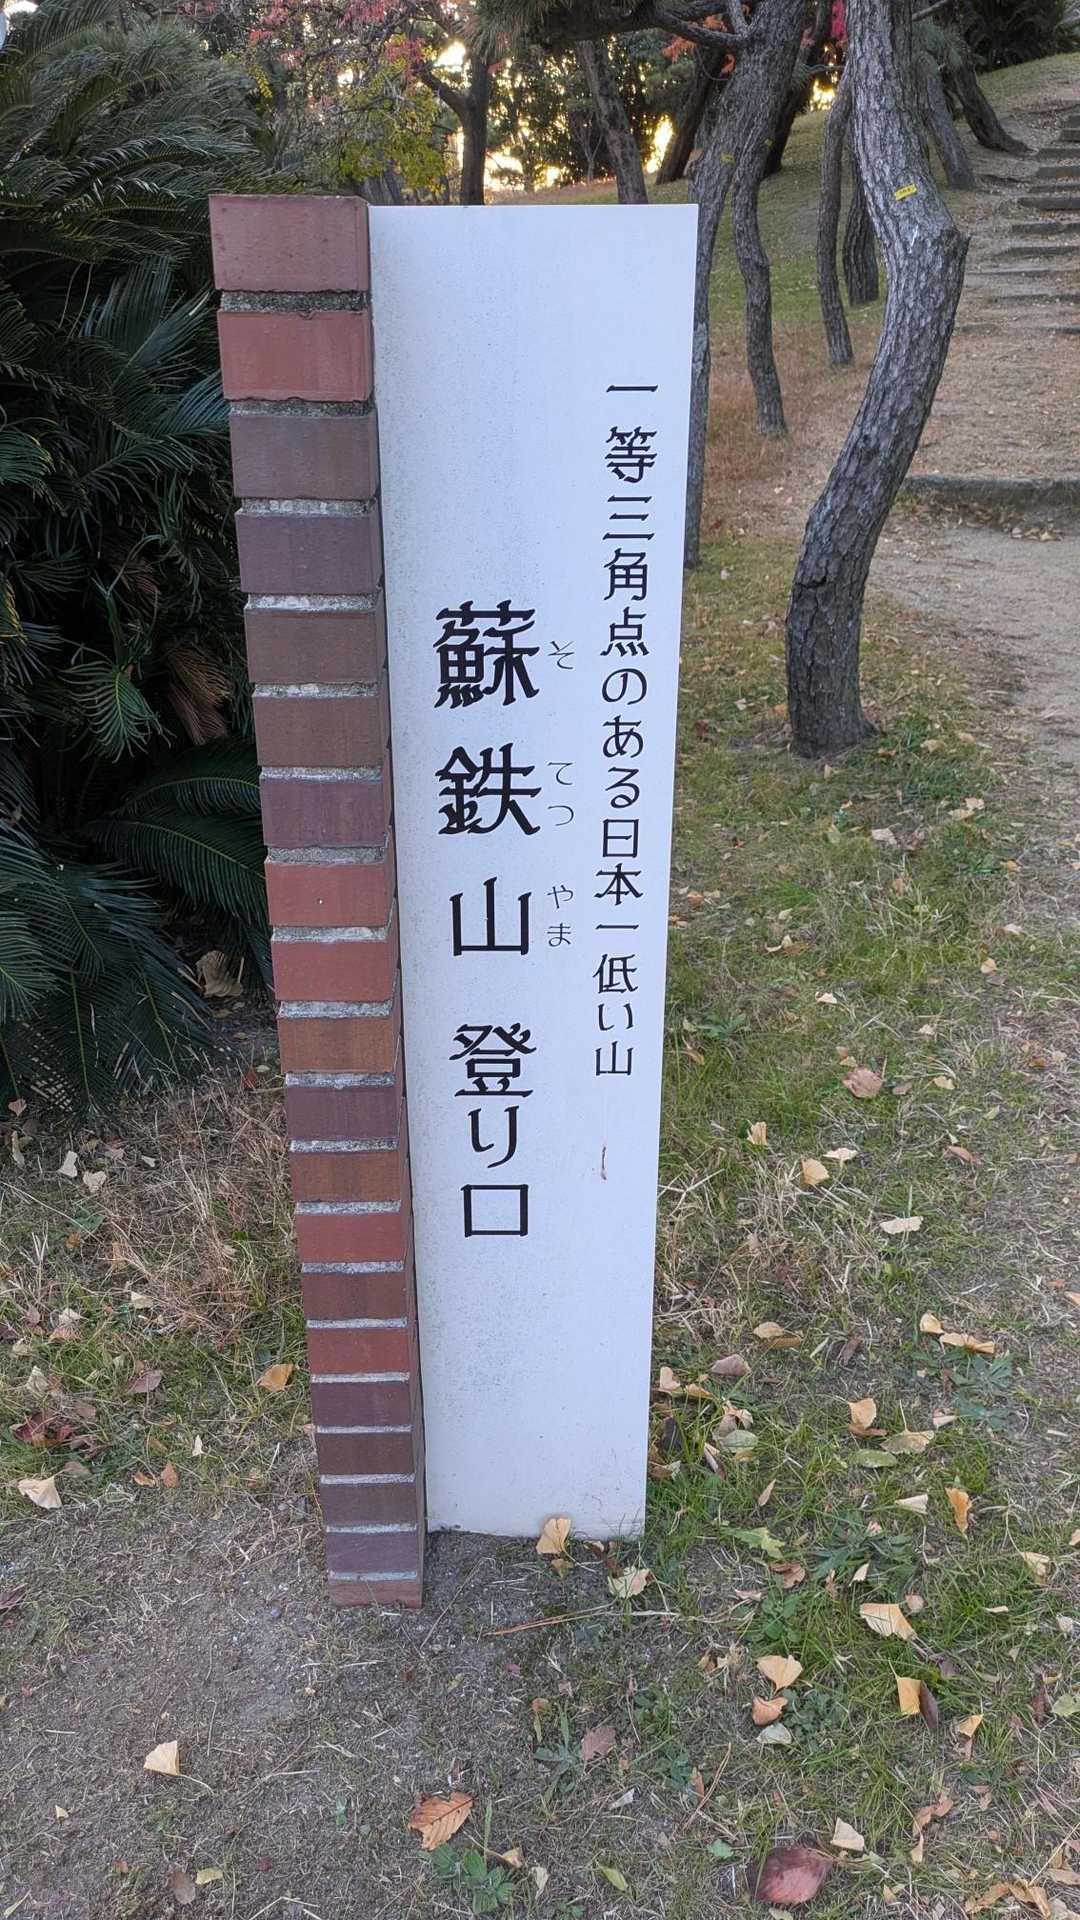 一等三角点のある日本一低い山
蘇鉄山登り口
そてつやま